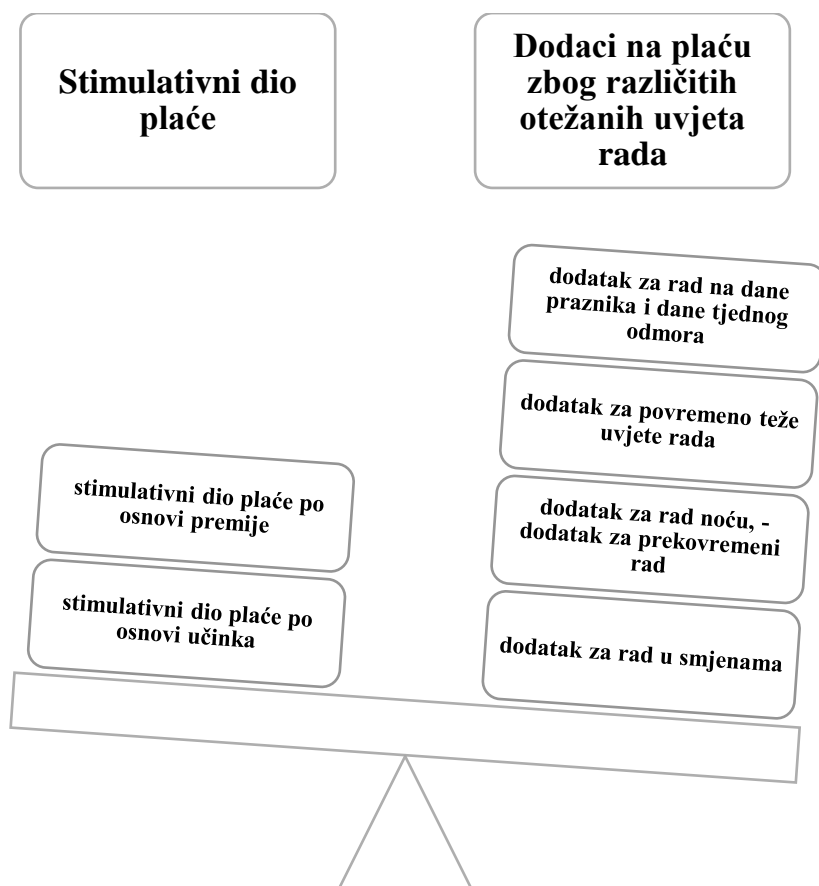 Stimulativni dio
plaće
Dodaci na plaću
zbog različitih
otežanih uvjeta
rada
stimulativni dio plaće po
osnovi premije
stimulativni dio plaće po
osnovi učinka
dodatak za rad na dane
praznika i dane tjednog
odmora
dodatak za povremeno teže
uvjete rada
dodatak za rad noću, -
dodatak za prekovremeni
rad
dodatak za rad u smjenama